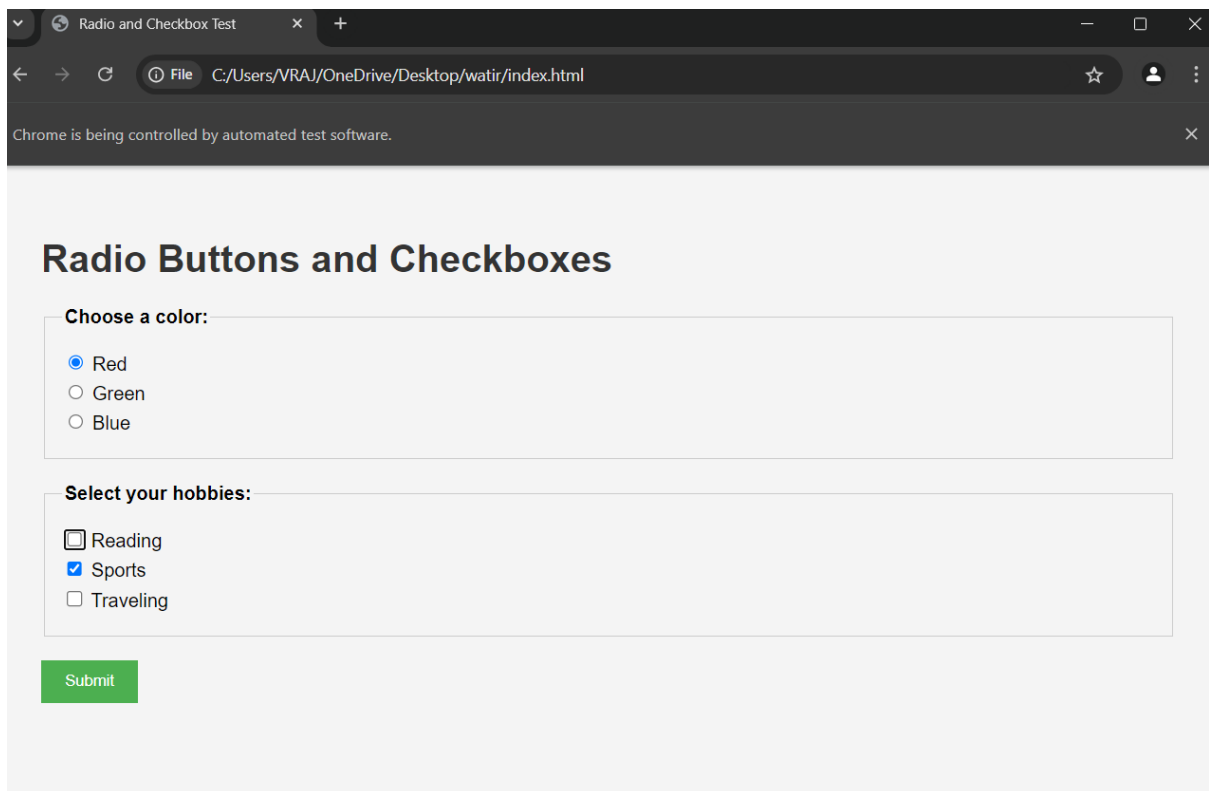 Radio and Checkbox Test
File C:/Users/VRAJ/OneDrive/Desktop/watir/index.html
Chrome is being controlled by automated test software.
Radio Buttons and Checkboxes
Choose a color:
Red
Green
Blue
Select your hobbies:
Reading
Sports
Traveling
Submit